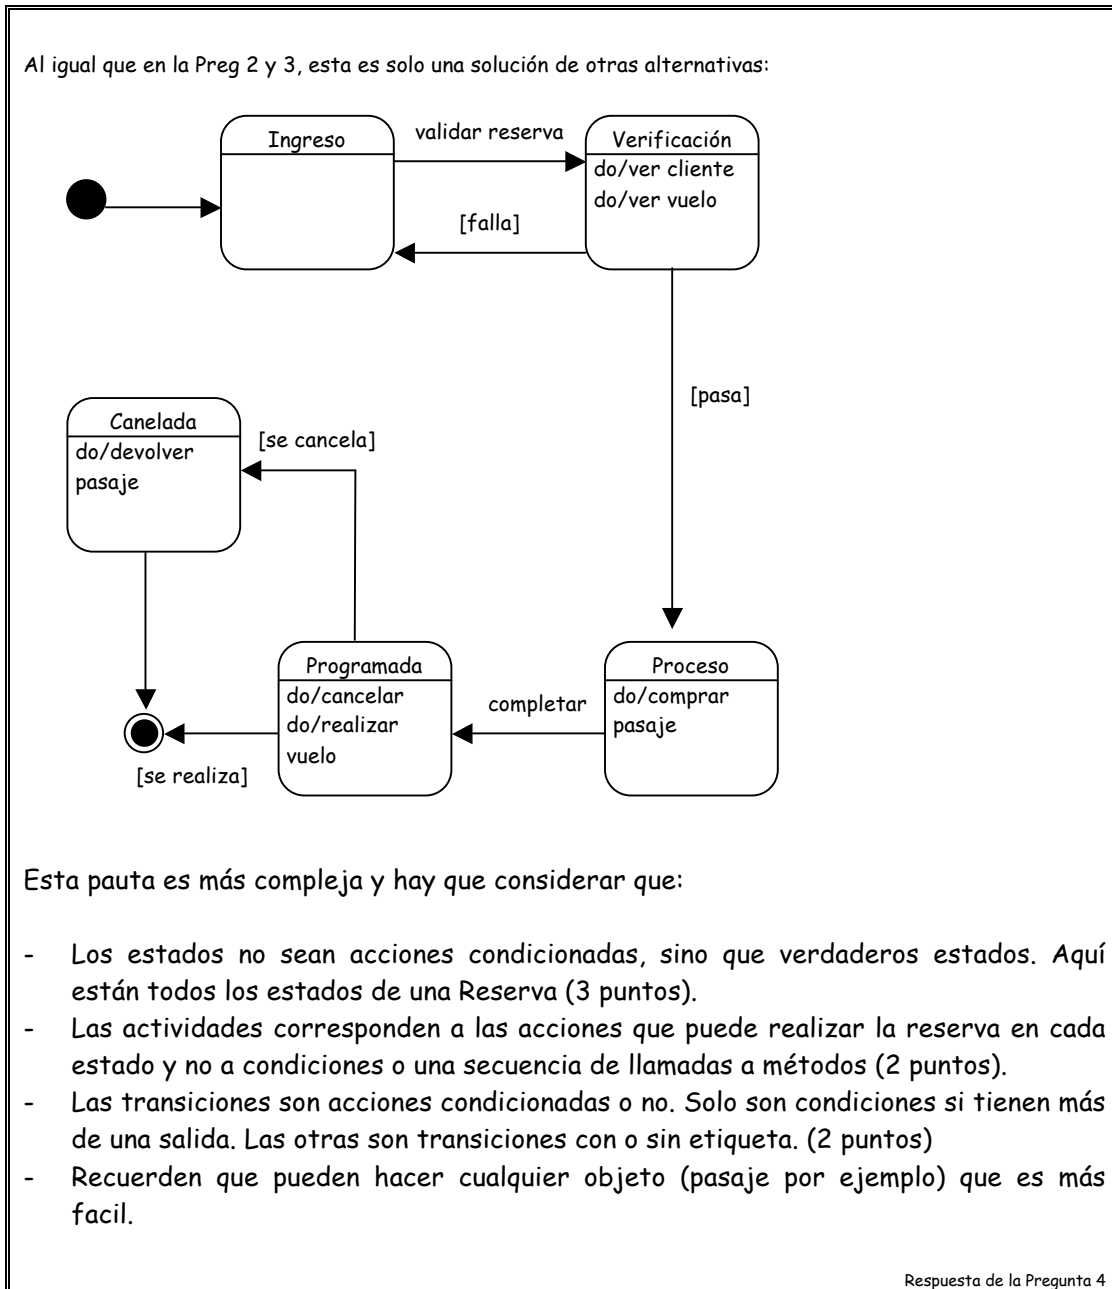 Al igual que en la Preg 2 y 3, esta es solo una solución de otras alternativas:
Ingreso
validar reserva
Verificación
do/ver cliente
do/ver vuelo
[falla]
[pasa]
Canelada
do/devolver
pasaje
[se cancela]
Programada
do/cancelar
do/realizar
vuelo
completar
Proceso
do/comprar
pasaje
[se realiza]
Esta pauta es más compleja y hay que considerar que:
- Los estados no sean acciones condicionadas, sino que verdaderos estados. Aquí
están todos los estados de una Reserva (3 puntos).
- Las actividades corresponden a las acciones que puede realizar la reserva en cada
estado y no a condiciones o una secuencia de llamadas a métodos (2 puntos).
- Las transiciones son acciones condicionadas o no. Solo son condiciones si tienen más
de una salida. Las otras son transiciones con o sin etiqueta. (2 puntos)
- Recuerden que pueden hacer cualquier objeto (pasaje por ejemplo) que es más
facil.
Respuesta de la Pregunta 4